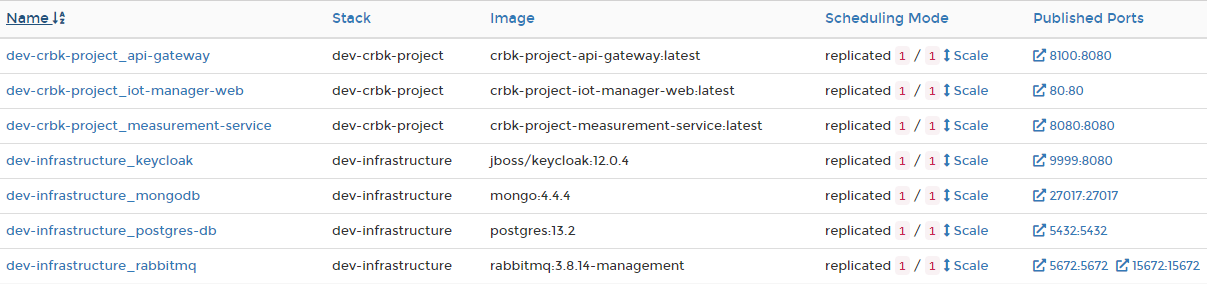 Name Stack Image Scheduling Mode Published Ports
dev-crbk-project_api-gateway dev-crbk-project crbk-project-api-gateway:latest replicated 1 / 1 Scale 8100:8080
dev-crbk-project_iot-manager-web dev-crbk-project crbk-project-iot-manager-web:latest replicated 1 / 1 Scale 80:80
dev-crbk-project_measurement-service dev-crbk-project crbk-project-measurement-service:latest replicated 1 / 1 Scale 8080:8080
dev-infrastructure_keycloak dev-infrastructure jboss/keycloak:12.0.4 replicated 1 / 1 Scale 9999:8080
dev-infrastructure_mongodb dev-infrastructure mongo:4.4.4 replicated 1 / 1 Scale 27017:27017
dev-infrastructure_postgres-db dev-infrastructure postgres:13.2 replicated 1 / 1 Scale 5432:5432
dev-infrastructure_rabbitmq dev-infrastructure rabbitmq:3.8.14-management replicated 1 / 1 Scale 5672:5672 15672:15672